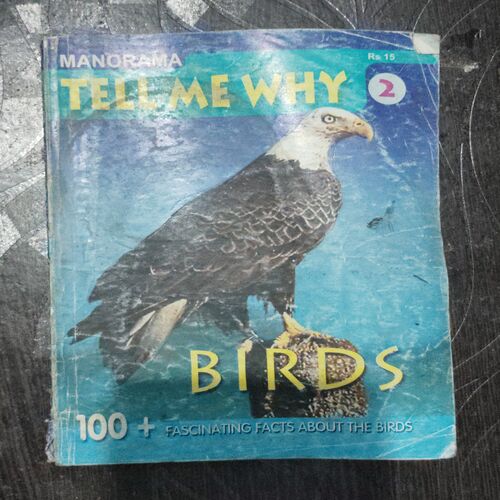 MANORAMA
Rs 15
TELL ME WHY 2
BIRDS
100 + FASCINATING FACTS ABOUT THE BIRDS